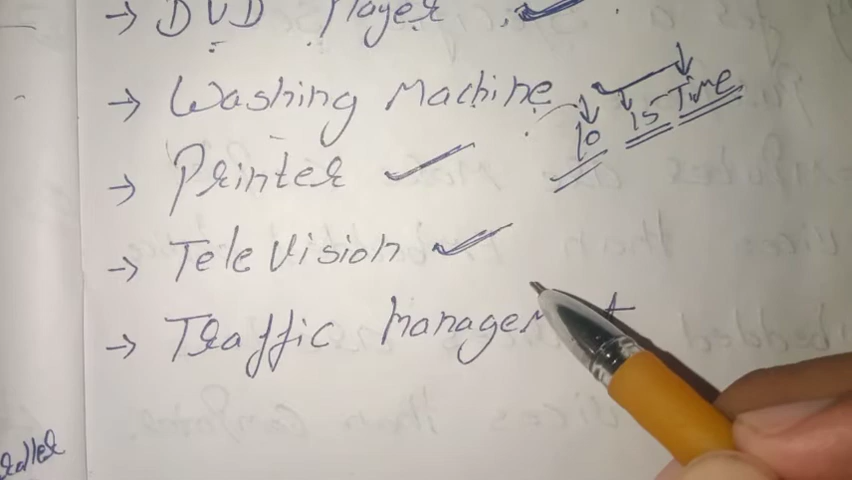 → DVD Player ✓
→ Washing Machine
10 15 Time
→ Printer ✓
→ Television ✓
→ Traffic Management